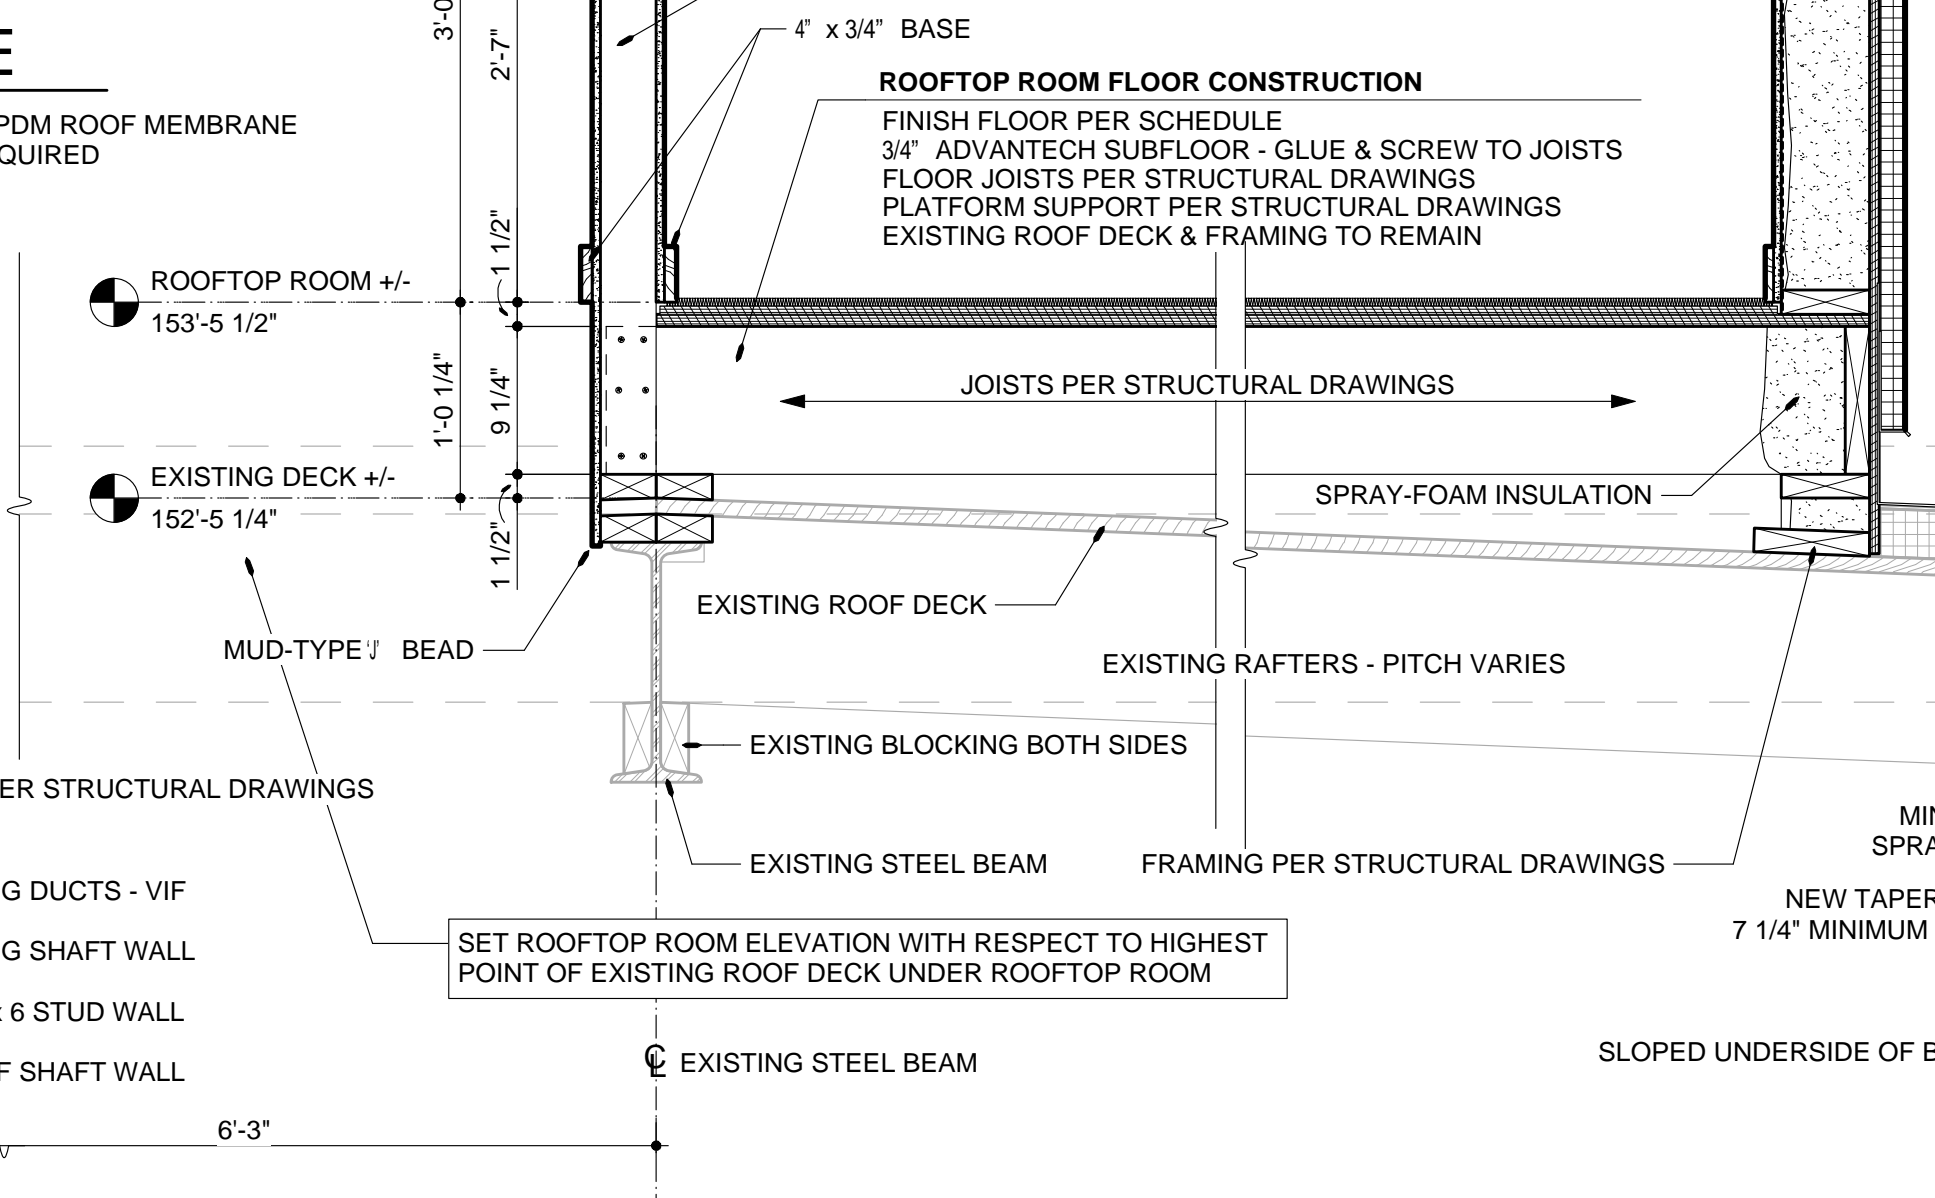 3'-0
2'-7"
4" x 3/4" BASE
E
ROOFTOP ROOM FLOOR CONSTRUCTION
FINISH FLOOR PER SCHEDULE
3/4" ADVANTECH SUBFLOOR - GLUE & SCREW TO JOISTS
FLOOR JOISTS PER STRUCTURAL DRAWINGS
PLATFORM SUPPORT PER STRUCTURAL DRAWINGS
EXISTING ROOF DECK & FRAMING TO REMAIN
PDM ROOF MEMBRANE
QUIRED
1 1/2"
ROOFTOP ROOM +/-
153'-5 1/2"
1'-0 1/4"
9 1/4"
JOISTS PER STRUCTURAL DRAWINGS
EXISTING DECK +/-
152'-5 1/4"
SPRAY-FOAM INSULATION
1 1/2"
EXISTING ROOF DECK
MUD-TYPE 'J' BEAD
EXISTING RAFTERS - PITCH VARIES
EXISTING BLOCKING BOTH SIDES
ER STRUCTURAL DRAWINGS
EXISTING STEEL BEAM
FRAMING PER STRUCTURAL DRAWINGS
MIN
SPRA
G DUCTS - VIF
NEW TAPER
7 1/4" MINIMUM
G SHAFT WALL
SET ROOFTOP ROOM ELEVATION WITH RESPECT TO HIGHEST
POINT OF EXISTING ROOF DECK UNDER ROOFTOP ROOM
x 6 STUD WALL
F SHAFT WALL
℄ EXISTING STEEL BEAM
SLOPED UNDERSIDE OF B
6'-3"